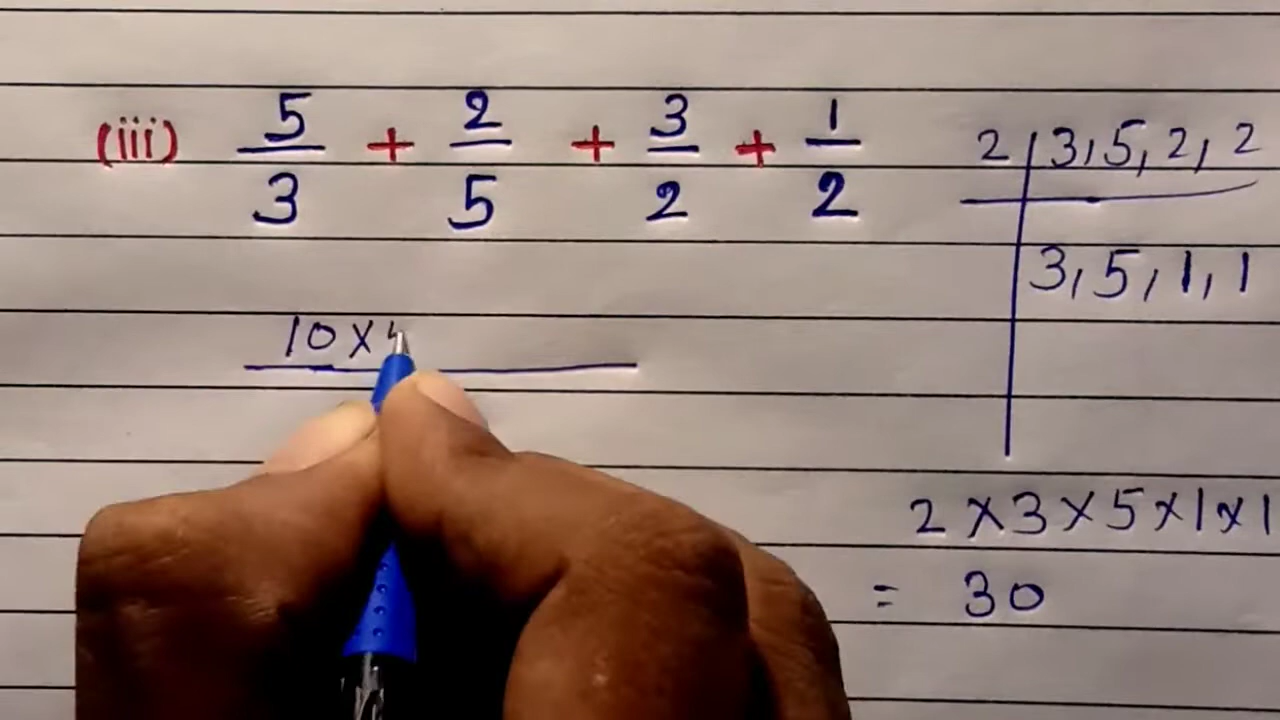 (iii) 5/3 + 2/5 + 3/2 + 1/2
2 | 3, 5, 2, 2
3, 5, 1, 1
10 ×
2 × 3 × 5 × 1 × 1
= 30